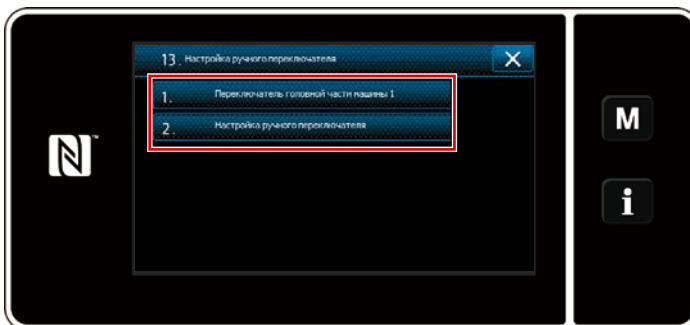 13. Настройка ручного переключателя
1. Переключатель головной части машины 1
2. Настройка ручного переключателя
N
M
i